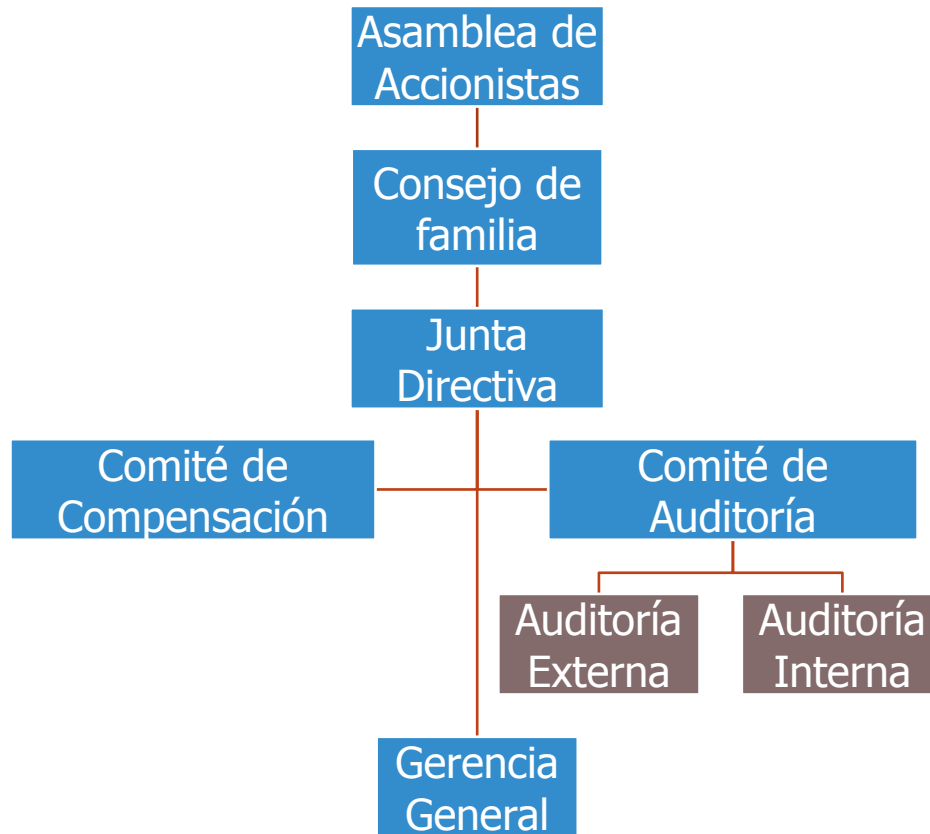 Asamblea de
Accionistas
Consejo de
familia
Junta
Directiva
Comité de
Compensación
Comité de
Auditoría
Auditoría
Externa
Auditoría
Interna
Gerencia
General